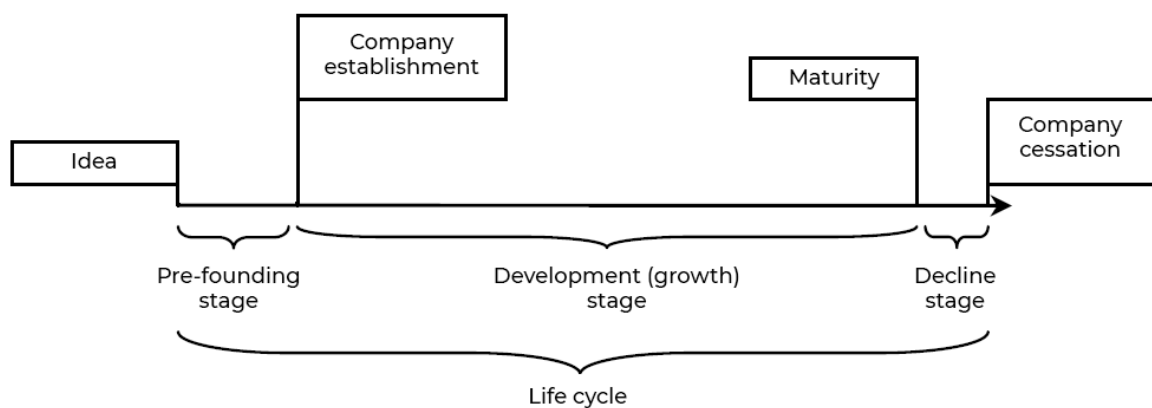 Company
establishment
Maturity
Company
cessation
Idea
Pre-founding
stage
Development (growth)
stage
Decline
stage
Life cycle